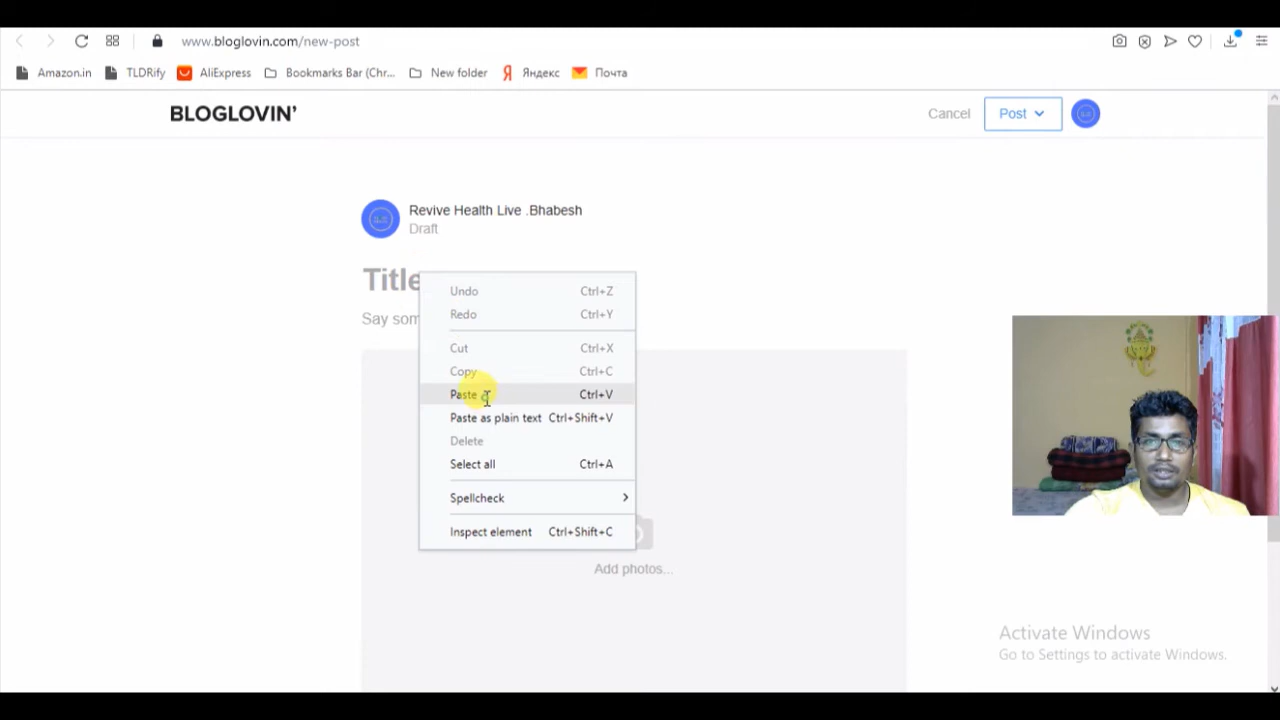 www.bloglovin.com/new-post
Amazon.in TLDRify AliExpress Bookmarks Bar (Chr... New folder Яндекс Почта
BLOGLOVIN’ Cancel Post
Revive Health Live .Bhabesh
Draft
Title
Say som
Undo Ctrl+Z
Redo Ctrl+Y
Cut Ctrl+X
Copy Ctrl+C
Paste Ctrl+V
Paste as plain text Ctrl+Shift+V
Delete
Select all Ctrl+A
Spellcheck
Inspect element Ctrl+Shift+C
Add photos...
Activate Windows
Go to Settings to activate Windows.